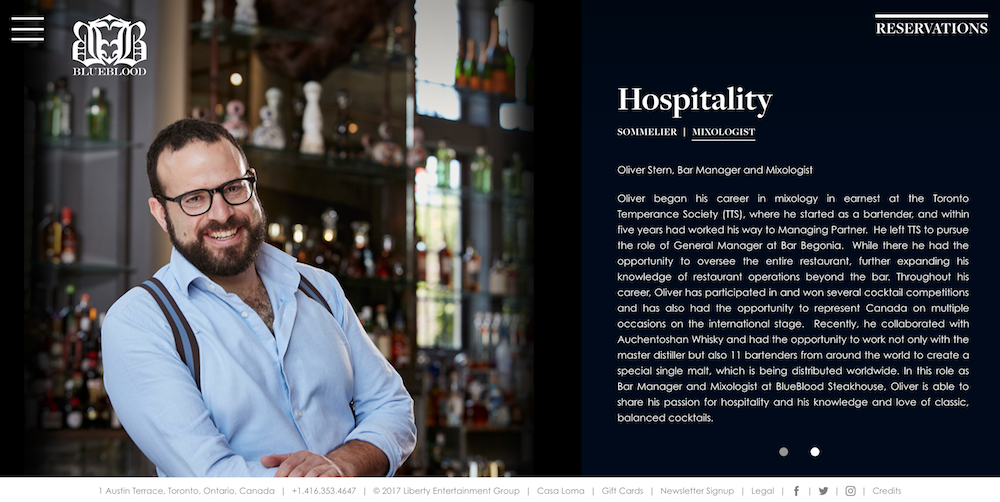 BLUEBLOOD
RESERVATIONS
Hospitality
SOMMELIER | MIXOLOGIST
Oliver Stern, Bar Manager and Mixologist
Oliver began his career in mixology in earnest at the Toronto
Temperance Society (TTS), where he started as a bartender, and within
five years had worked his way to Managing Partner. He left TTS to pursue
the role of General Manager at Bar Begonia. While there he had the
opportunity to oversee the entire restaurant, further expanding his
knowledge of restaurant operations beyond the bar. Throughout his
career, Oliver has participated in and won several cocktail competitions
and has also had the opportunity to represent Canada on multiple
occasions on the international stage. Recently, he collaborated with
Auchentoshan Whisky and had the opportunity to work not only with the
master distiller but also 11 bartenders from around the world to create a
special single malt, which is being distributed worldwide. In this role as
Bar Manager and Mixologist at BlueBlood Steakhouse, Oliver is able to
share his passion for hospitality and his knowledge and love of classic,
balanced cocktails.
1 Austin Terrace, Toronto, Ontario, Canada | +1.416.353.4647 | © 2017 Liberty Entertainment Group | Casa Loma | Gift Cards | Newsletter Signup | Legal | | | | Credits